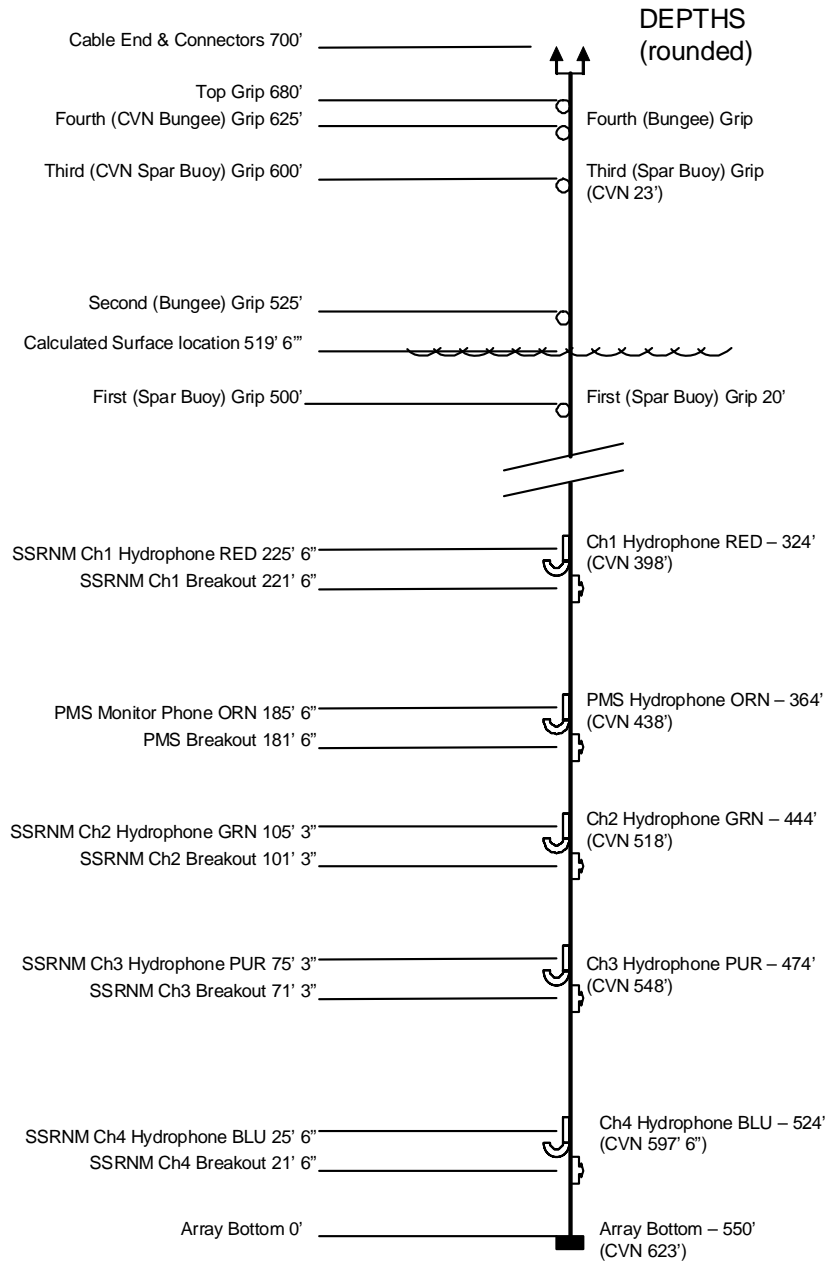 DEPTHS
(rounded)
Cable End & Connectors 700’
Top Grip 680’
Fourth (CVN Bungee) Grip 625’
Fourth (Bungee) Grip
Third (CVN Spar Buoy) Grip 600’
Third (Spar Buoy) Grip
(CVN 23’)
Second (Bungee) Grip 525’
Calculated Surface location 519’ 6’”
First (Spar Buoy) Grip 500’
First (Spar Buoy) Grip 20’
SSRNM Ch1 Hydrophone RED 225’ 6”
Ch1 Hydrophone RED – 324’
(CVN 398’)
SSRNM Ch1 Breakout 221’ 6”
PMS Monitor Phone ORN 185’ 6”
PMS Hydrophone ORN – 364’
(CVN 438’)
PMS Breakout 181’ 6”
SSRNM Ch2 Hydrophone GRN 105’ 3”
Ch2 Hydrophone GRN – 444’
(CVN 518’)
SSRNM Ch2 Breakout 101’ 3”
SSRNM Ch3 Hydrophone PUR 75’ 3”
Ch3 Hydrophone PUR – 474’
(CVN 548’)
SSRNM Ch3 Breakout 71’ 3”
SSRNM Ch4 Hydrophone BLU 25’ 6”
Ch4 Hydrophone BLU – 524’
(CVN 597’ 6”)
SSRNM Ch4 Breakout 21’ 6”
Array Bottom 0’
Array Bottom – 550’
(CVN 623’)